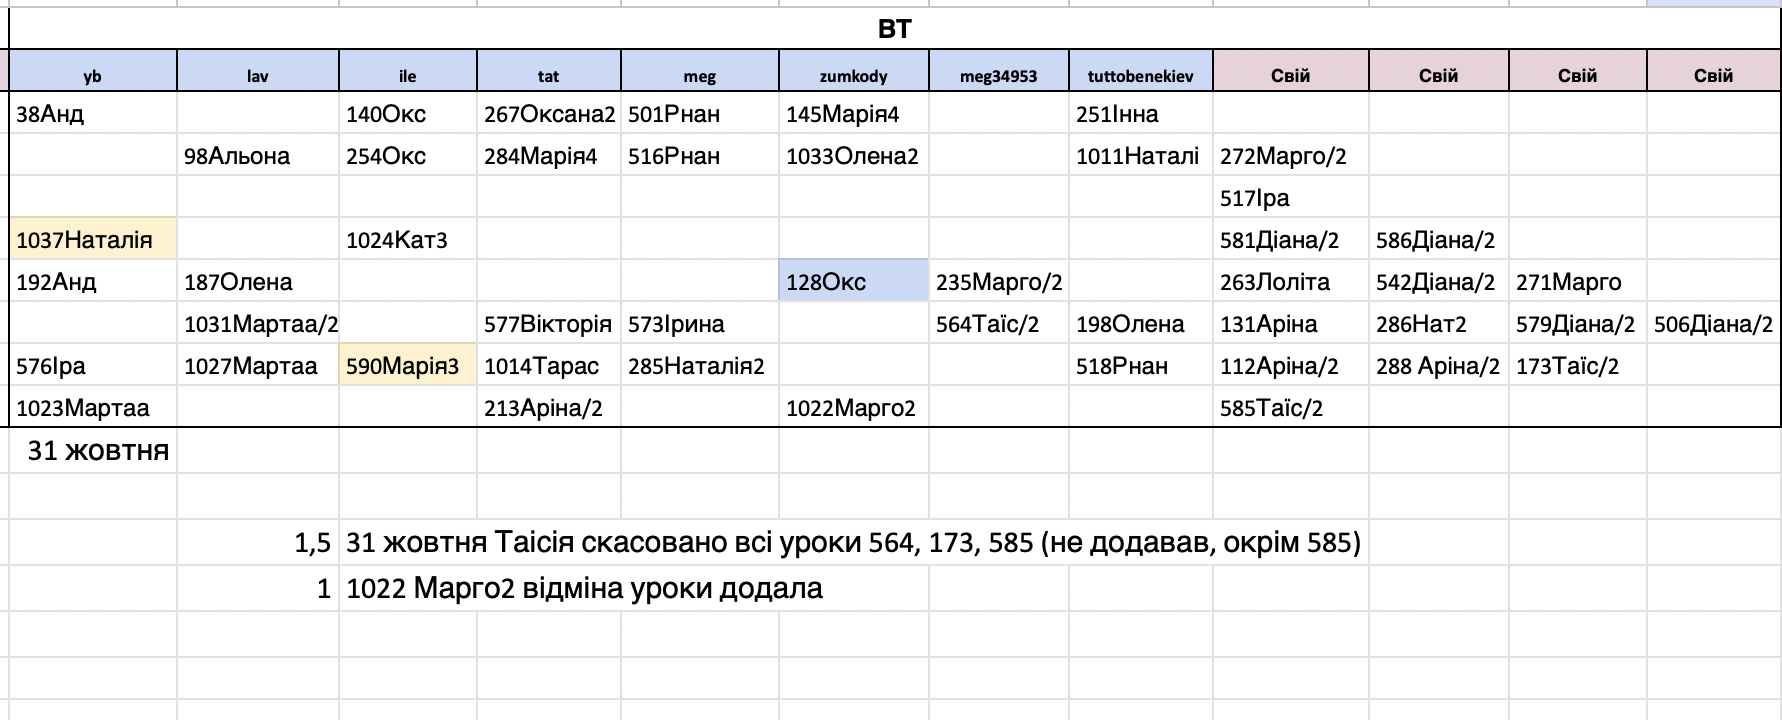 ВТ
yb lav ile tat meg zumkody meg34953 tuttobenekiev Свій Свій Свій Свій
38Анд 140Окс 267Оксана2 501Рнан 145Марія4 251Інна
98Альона 254Окс 284Марія4 516Рнан 1033Олена2 1011Наталі 272Марго/2
517Іра
1037Наталія 1024Кат3 581Діана/2 586Діана/2
192Анд 187Олена 128Окс 235Марго/2 263Лоліта 542Діана/2 271Марго
1031Мартаа/2 577Вікторія 573Ірина 564Таїс/2 198Олена 131Аріна 286Нат2 579Діана/2 506Діана/2
576Іра 1027Мартаа 590Марія3 1014Тарас 285Наталія2 518Рнан 112Аріна/2 288 Аріна/2 173Таїс/2
1023Мартаа 213Аріна/2 1022Марго2 585Таїс/2
31 жовтня
1,5 31 жовтня Таісія скасовано всі уроки 564, 173, 585 (не додавав, окрім 585)
1 1022 Марго2 відміна уроки додала